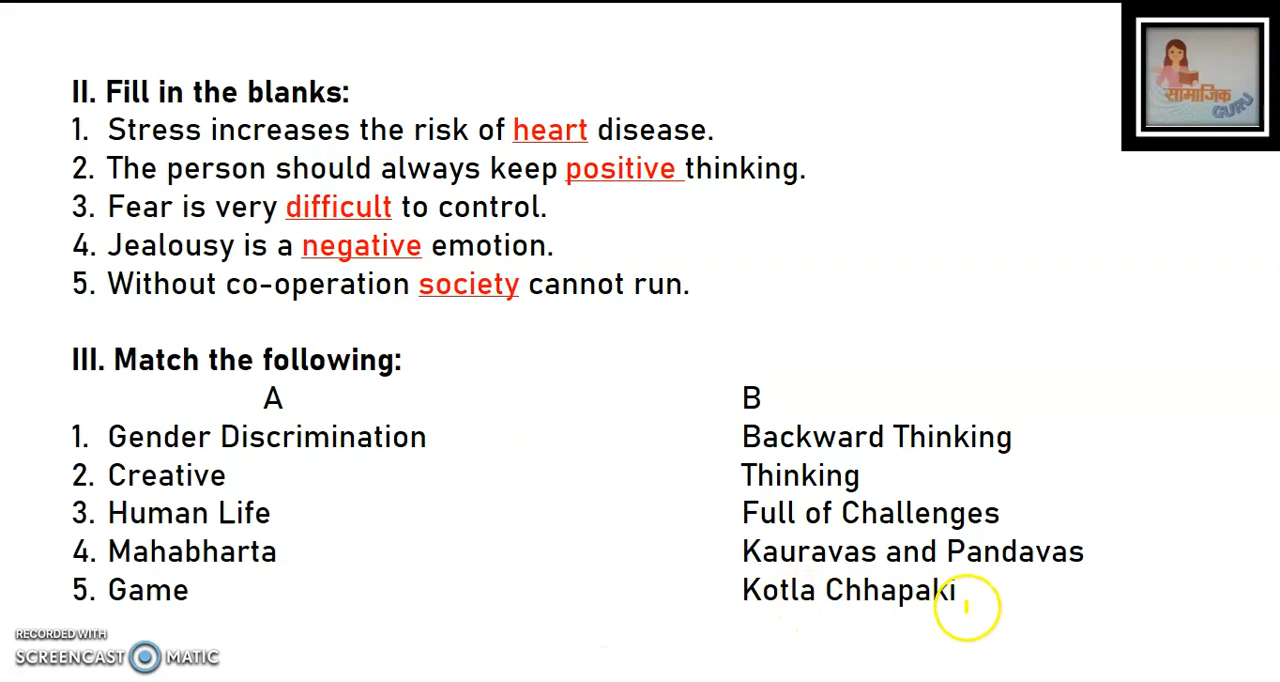 सामाजिक
GURU
II. Fill in the blanks:
1. Stress increases the risk of heart disease.
2. The person should always keep positive thinking.
3. Fear is very difficult to control.
4. Jealousy is a negative emotion.
5. Without co-operation society cannot run.
III. Match the following:
A B
1. Gender Discrimination Backward Thinking
2. Creative Thinking
3. Human Life Full of Challenges
4. Mahabharta Kauravas and Pandavas
5. Game Kotla Chhapaki
RECORDED WITH
SCREENCAST MATIC